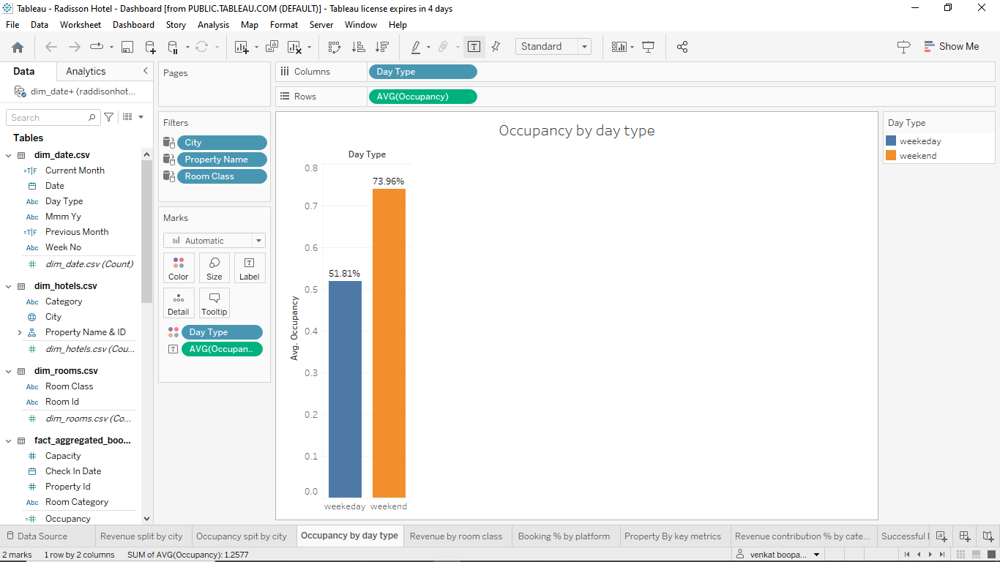 Tableau - Radisson Hotel - Dashboard [from PUBLIC.TABLEAU.COM (DEFAULT)] - Tableau license expires in 4 days
File Data Worksheet Dashboard Story Analysis Map Format Server Window Help
Standard
Show Me
Data Analytics
dim_date+ (raddisonhot...
Search
Tables
dim_date.csv
=T|F Current Month
Date
Abc Day Type
Abc Mmm Yy
=T|F Previous Month
Abc Week No
# dim_date.csv (Count)
dim_hotels.csv
Abc Category
City
Property Name & ID
# dim_hotels.csv (Cou...
dim_rooms.csv
Abc Room Class
Abc Room Id
# dim_rooms.csv (Co...
fact_aggregated_boo...
# Capacity
Check In Date
# Property Id
Abc Room Category
=# Occupancy
Pages
Filters
City
Property Name
Room Class
Marks
Automatic
Color Size Label
Detail Tooltip
Day Type
AVG(Occupan..
Columns Day Type
Rows AVG(Occupancy)
Occupancy by day type
Day Type
0.8
0.7
0.6
0.5
0.4
0.3
0.2
0.1
0.0
Avg. Occupancy
51.81%
73.96%
weekeday weekend
Day Type
weekeday
weekend
Data Source Revenue split by city Occupancy spit by city Occupancy by day type Revenue by room class Booking % by platform Property By key metrics Revenue contribution % by cate... Successful
2 marks 1 row by 2 columns SUM of AVG(Occupancy): 1.2577 venkat boopa...